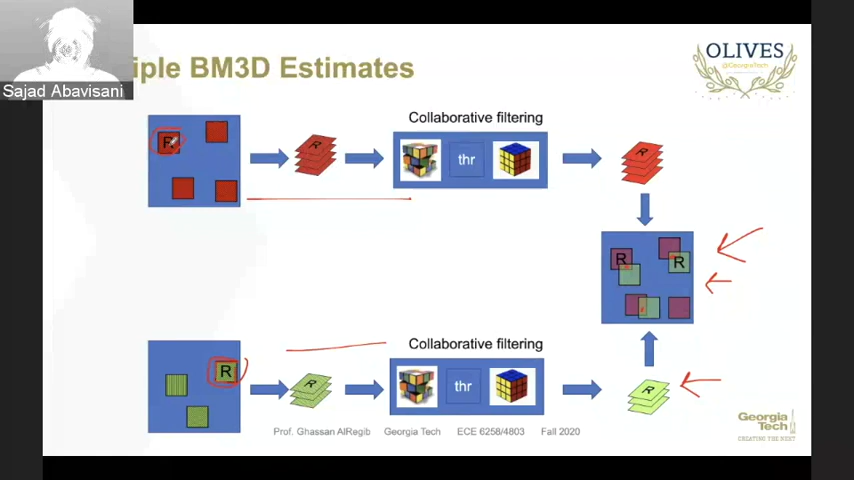 Sajad Abavisani
iple BM3D Estimates
OLIVES
@GeorgiaTech
Collaborative filtering
R
R
thr
R
R
R
Collaborative filtering
R
R
thr
R
Prof. Ghassan AlRegib Georgia Tech ECE 6258/4803 Fall 2020
Georgia
Tech
CREATING THE NEXT